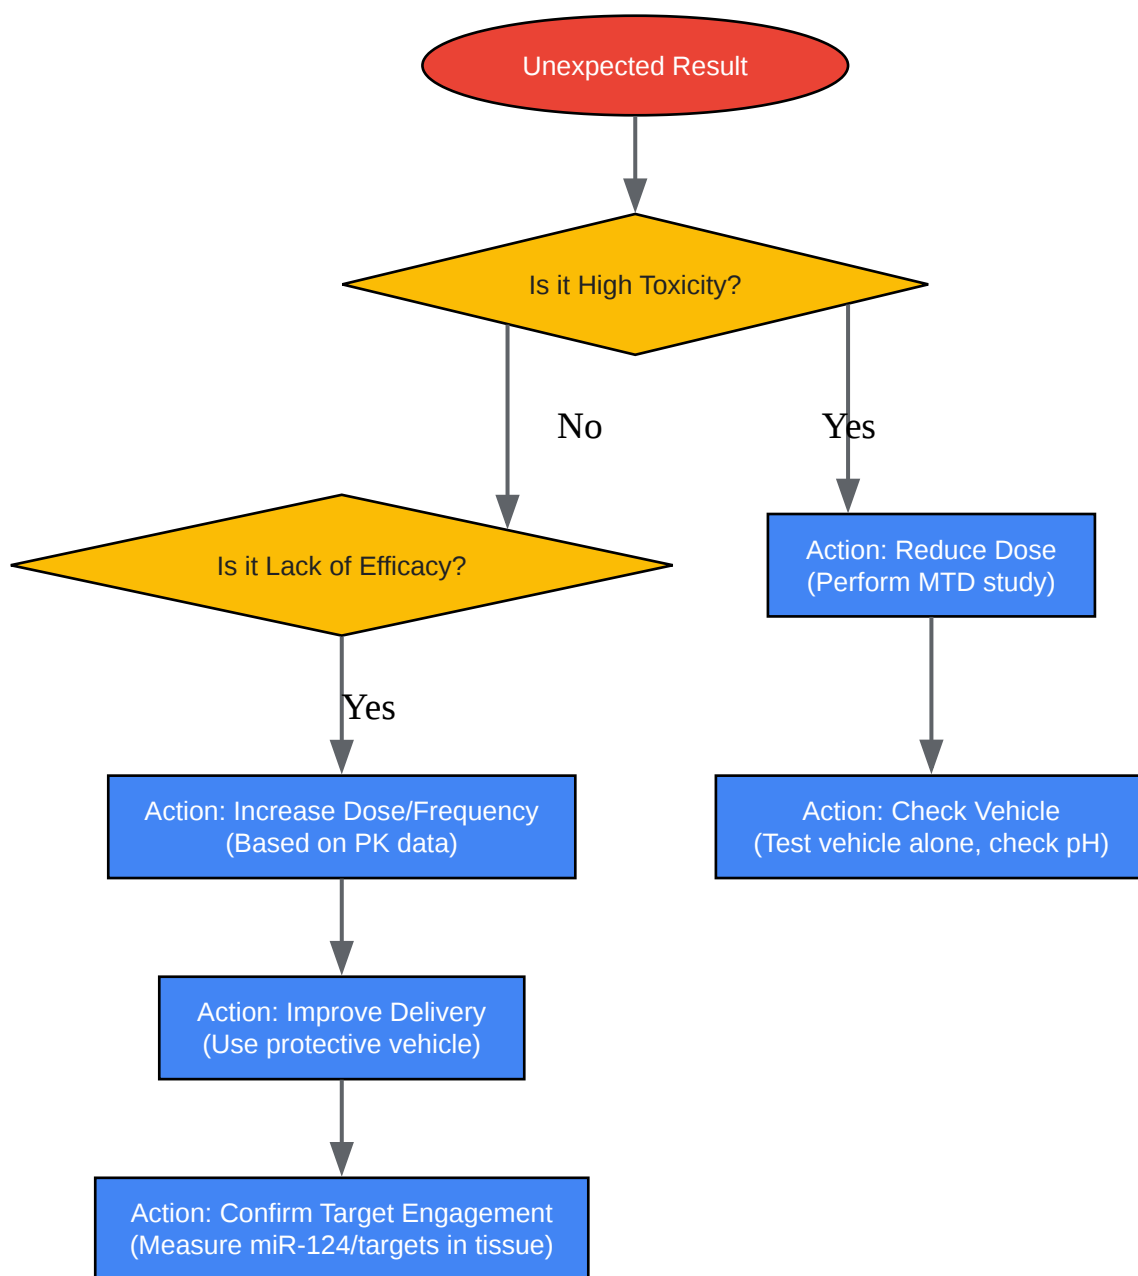 Unexpected Result
Is it High Toxicity?
No
Yes
Is it Lack of Efficacy?
Action: Reduce Dose
(Perform MTD study)
Yes
Action: Increase Dose/Frequency
(Based on PK data)
Action: Check Vehicle
(Test vehicle alone, check pH)
Action: Improve Delivery
(Use protective vehicle)
Action: Confirm Target Engagement
(Measure miR-124/targets in tissue)